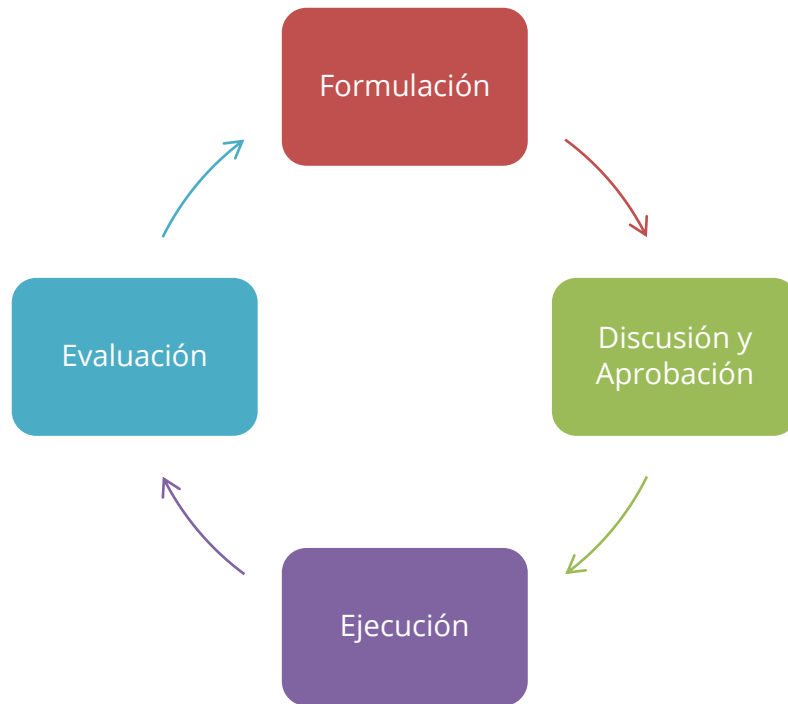 Formulación
Discusión y
Aprobación
Ejecución
Evaluación